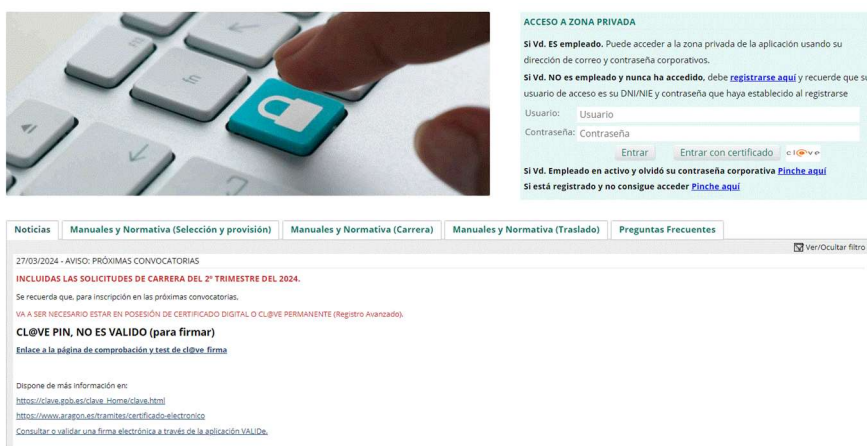 fn
fn
ACCESO A ZONA PRIVADA
Si Vd. ES empleado. Puede acceder a la zona privada de la aplicación usando su
dirección de correo y contraseña corporativos.
Si Vd. NO es empleado y nunca ha accedido, debe registrarse aquí y recuerde que su
usuario de acceso es su DNI/NIE y contraseña que haya establecido al registrarse
Usuario: Usuario
Contraseña: Contraseña
Entrar Entrar con certificado cl@ve
Si Vd. Empleado en activo y olvidó su contraseña corporativa Pinche aquí
Si está registrado y no consigue acceder Pinche aquí
Noticias Manuales y Normativa (Selección y provisión) Manuales y Normativa (Carrera) Manuales y Normativa (Traslado) Preguntas Frecuentes
Ver/Ocultar filtro
27/03/2024 - AVISO: PRÓXIMAS CONVOCATORIAS
INCLUIDAS LAS SOLICITUDES DE CARRERA DEL 2º TRIMESTRE DEL 2024.
Se recuerda que, para inscripción en las próximas convocatorias,
VA A SER NECESARIO ESTAR EN POSESIÓN DE CERTIFICADO DIGITAL O CL@VE PERMANENTE (Registro Avanzado).
CL@VE PIN, NO ES VALIDO (para firmar)
Enlace a la página de comprobación y test de cl@ve firma
Dispone de más información en:
https://clave.gob.es/clave_Home/clave.html
https://www.aragon.es/tramites/certificado-electronico
Consultar o validar una firma electrónica a través de la aplicación VALIDe.